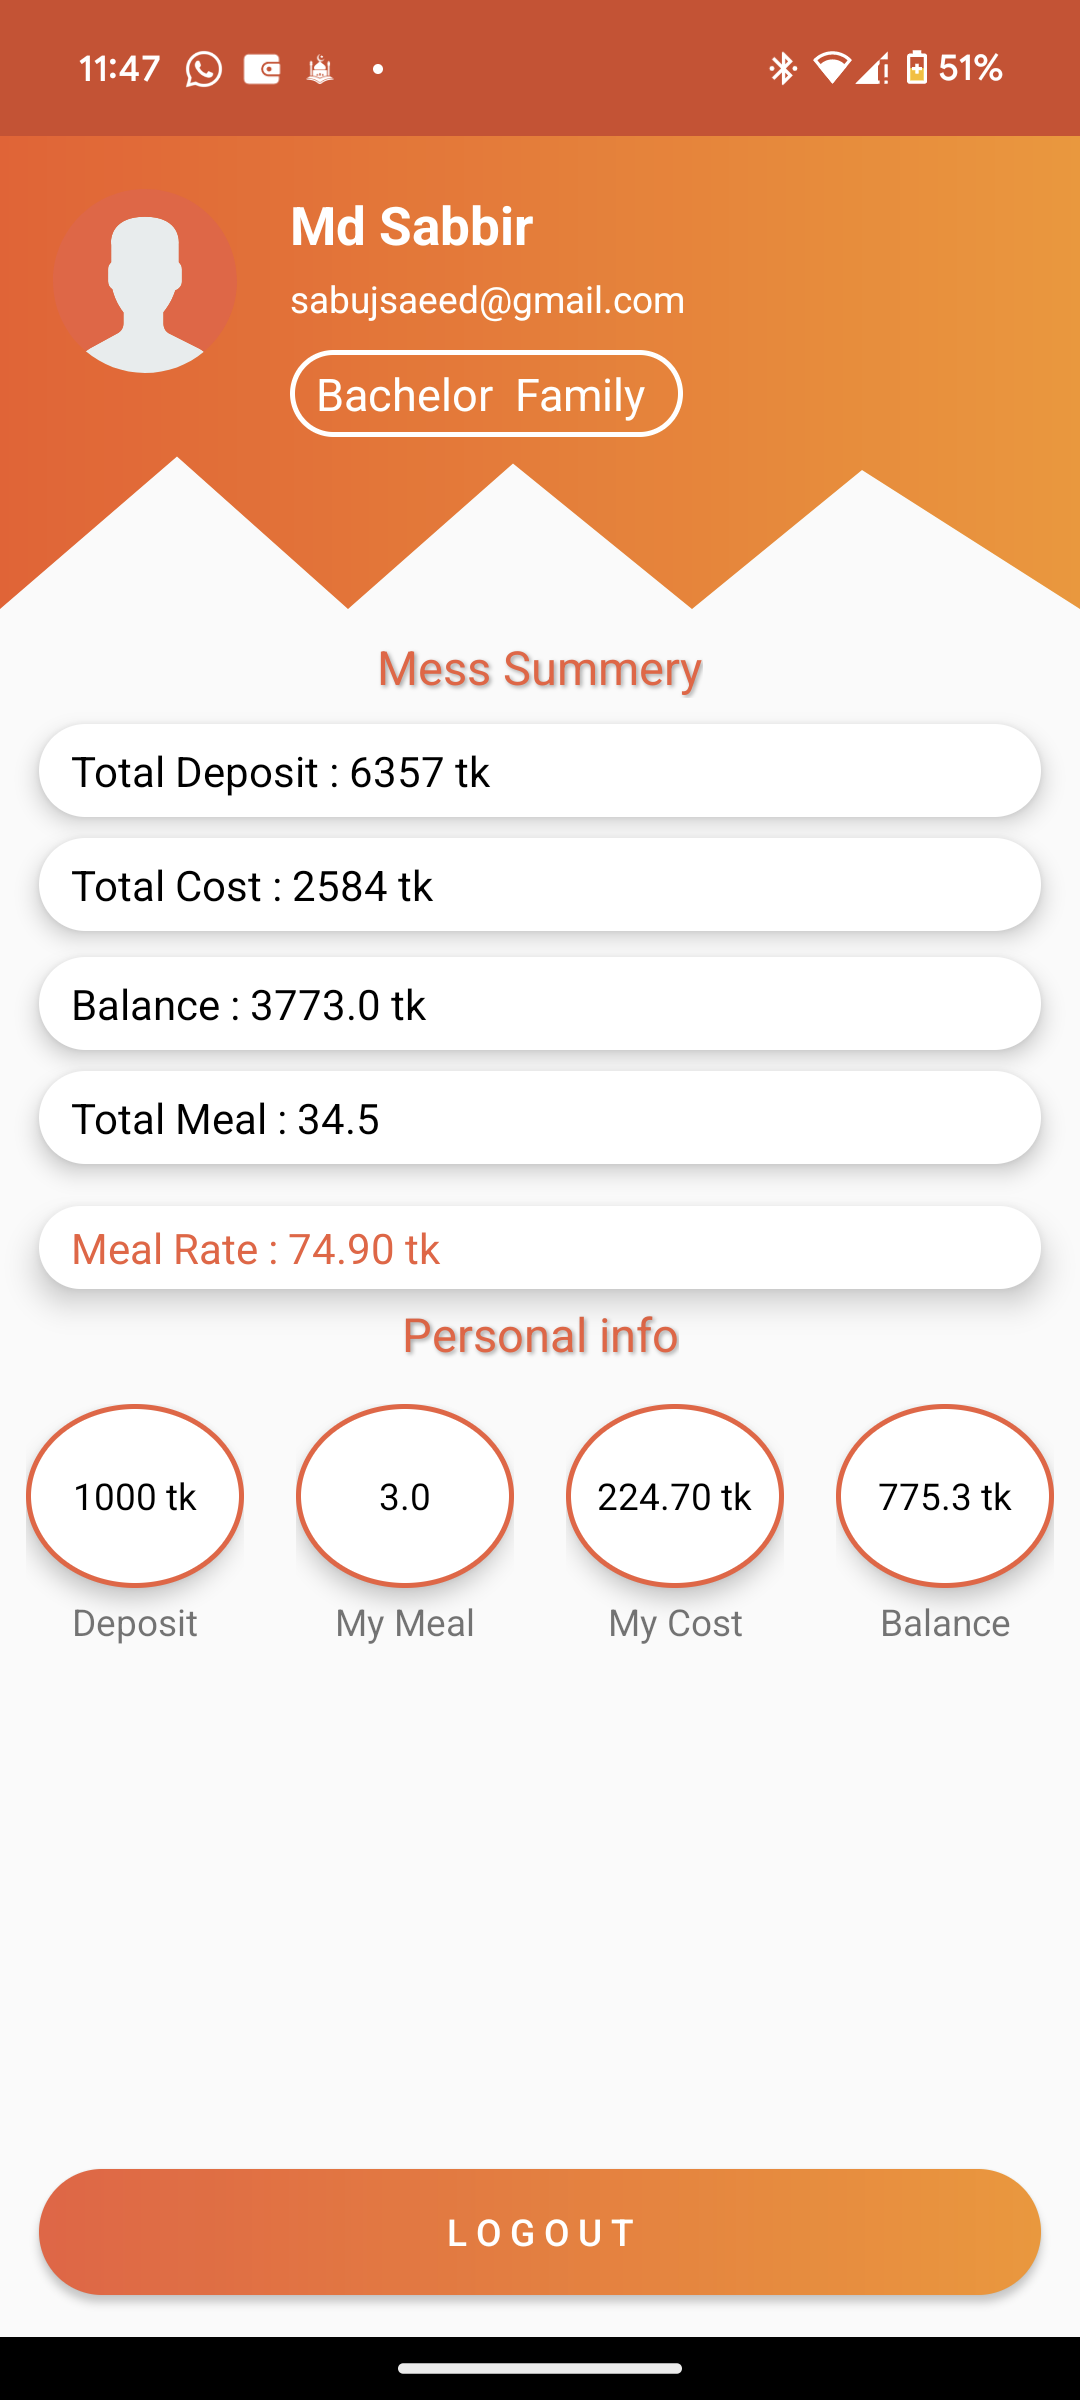 11:47 51%
Md Sabbir
sabujsaeed@gmail.com
Bachelor Family
Mess Summery
Total Deposit : 6357 tk
Total Cost : 2584 tk
Balance : 3773.0 tk
Total Meal : 34.5
Meal Rate : 74.90 tk
Personal info
1000 tk 3.0 224.70 tk 775.3 tk
Deposit My Meal My Cost Balance
LOGOUT